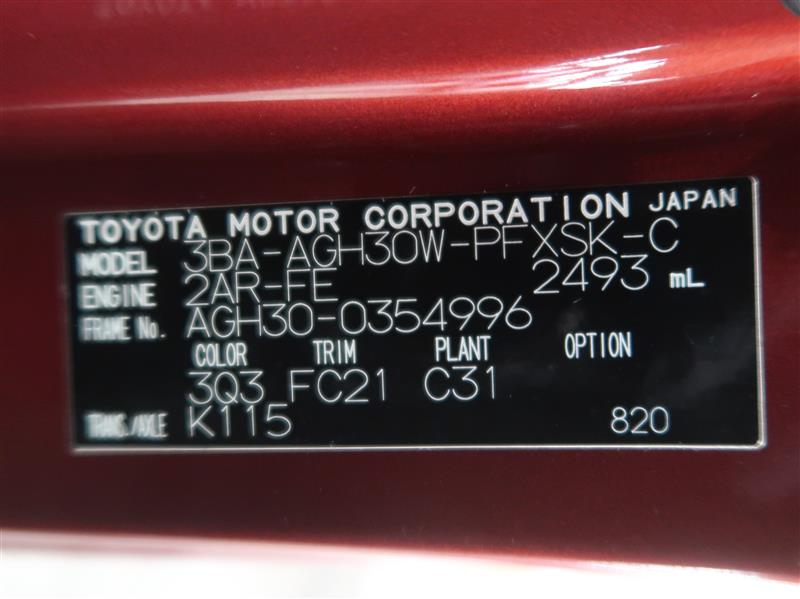 TOYOTA MOTOR CORPORATION JAPAN
MODEL 3BA-AGH30W-PFXSK-C
ENGINE 2AR-FE 2493 mL
FRAME No. AGH30-0354996
COLOR TRIM PLANT OPTION
3Q3 FC21 C31
TRANS./AXLE K115 820